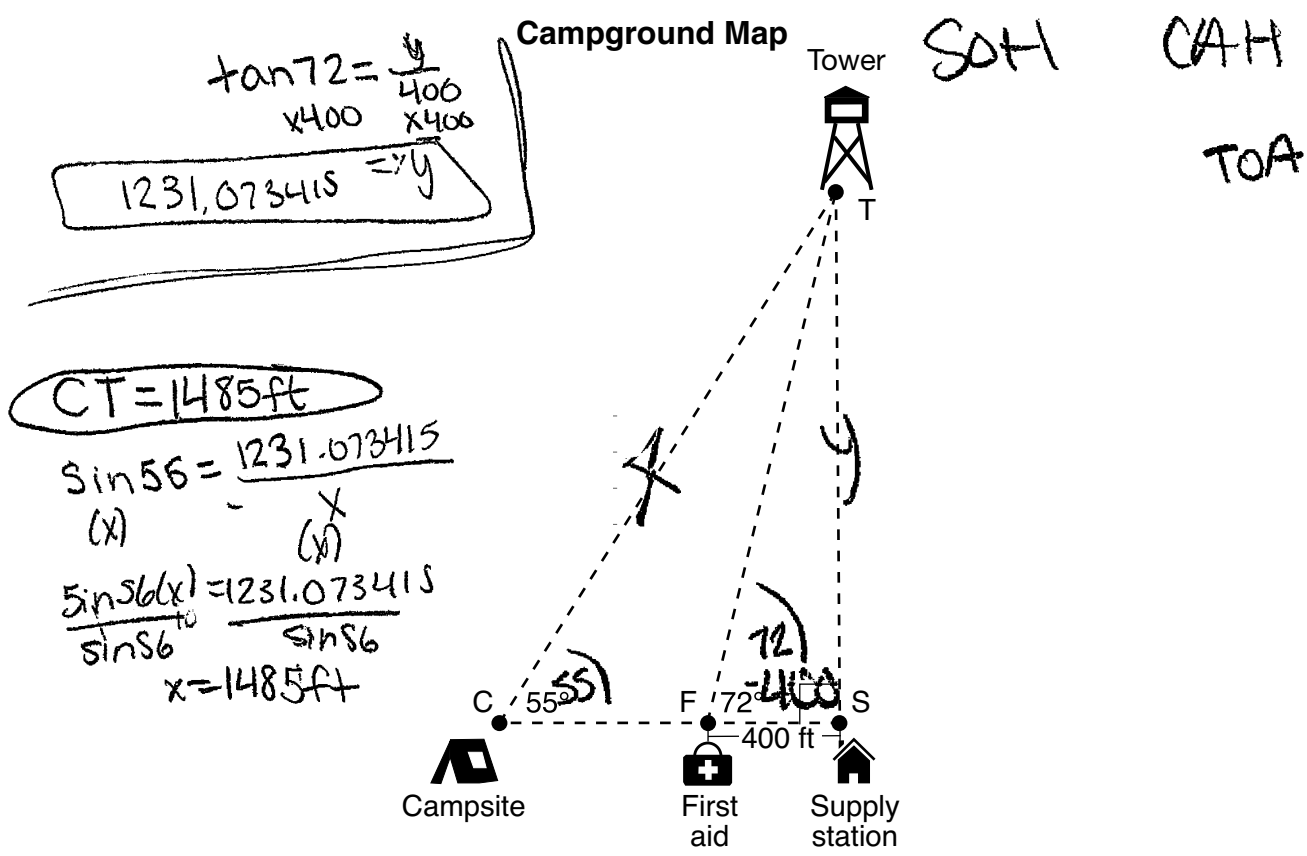 Campground Map
SOH CAH
TOA
Tower
T
tan72 = y/400
x400 x400
1231.073415 = y
CT = 1485ft
sin56 = 1231.073415/x
(x) (x)
sin56(x) = 1231.073415
sin56 sin56
x = 1485ft
x
y
72
55
400
C 55° F 72° S
400 ft
Campsite
First
aid
Supply
station